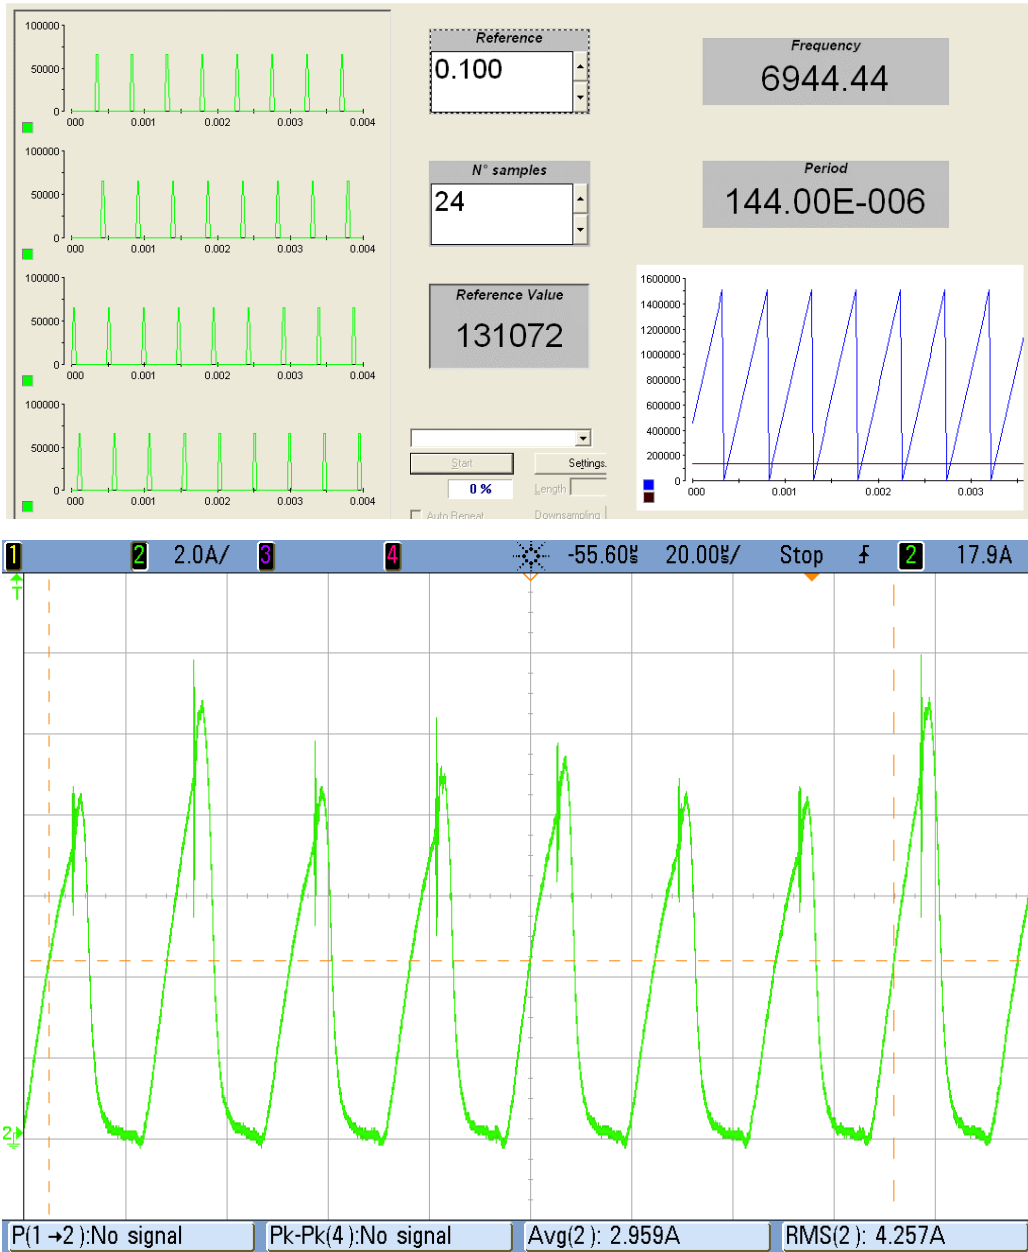 100000
50000
0
000 0.001 0.002 0.003 0.004
100000
50000
0
000 0.001 0.002 0.003 0.004
100000
50000
0
000 0.001 0.002 0.003 0.004
100000
50000
0
000 0.001 0.002 0.003 0.004
Reference
0.100
N° samples
24
Reference Value
131072
Start
Settings.
0 %
Length
Auto Repeat
Downsampling
Frequency
6944.44
Period
144.00E-006
1600000
1400000
1200000
1000000
800000
600000
400000
200000
0
000 0.001 0.002 0.003
1 2 2.0A/ 3 4 -55.60µs 20.00µs/ Stop 2 17.9A
T
2
P(1→2):No signal Pk-Pk(4):No signal Avg(2): 2.959A RMS(2): 4.257A